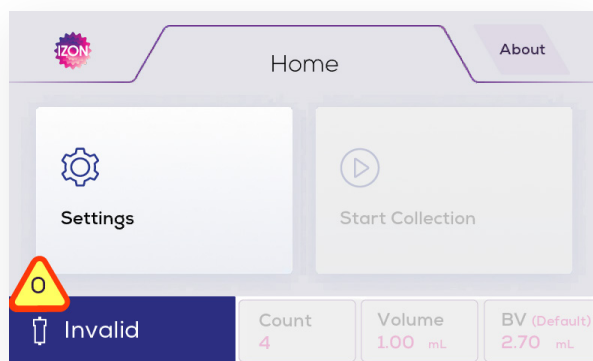 IZON
Home
About
Settings
Start Collection
0
Invalid
Count
4
Volume
1.00 mL
BV (Default)
2.70 mL